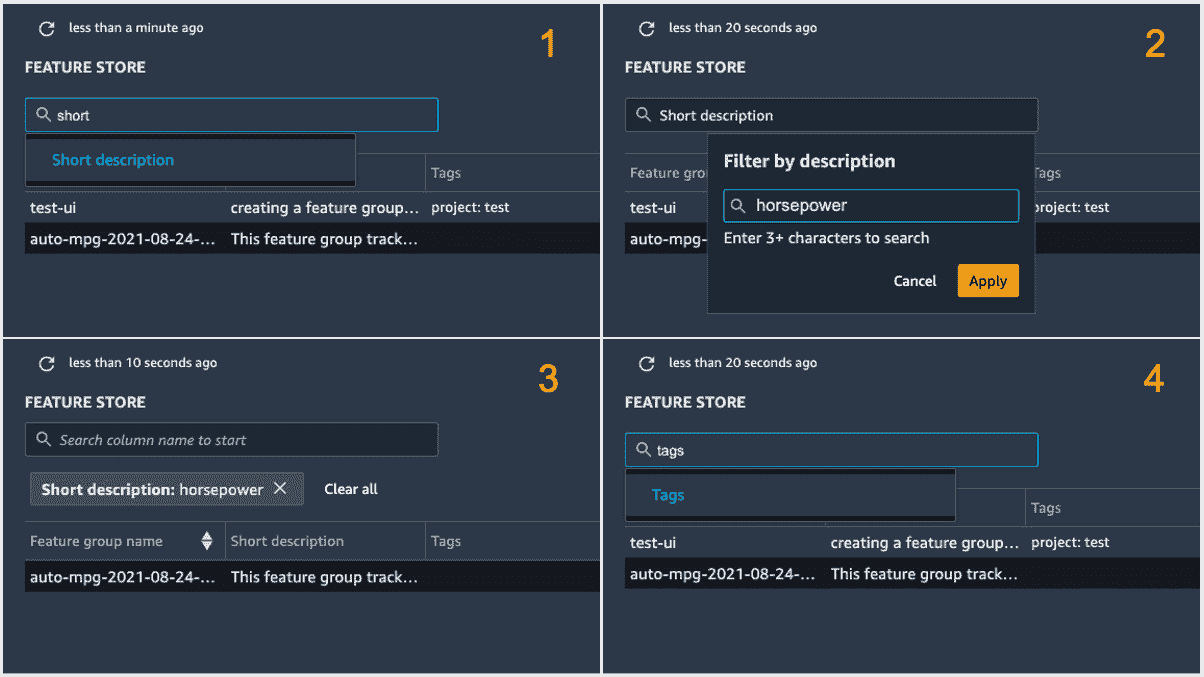 less than a minute ago
1
FEATURE STORE
short
Short description
Tags
test-ui creating a feature group... project: test
auto-mpg-2021-08-24-... This feature group track...
less than 20 seconds ago
2
FEATURE STORE
Short description
Filter by description
Feature gro Tags
horsepower
test-ui project: test
auto-mpg-
Enter 3+ characters to search
Cancel Apply
less than 10 seconds ago
3
FEATURE STORE
Search column name to start
Short description: horsepower Clear all
Feature group name Short description Tags
auto-mpg-2021-08-24-... This feature group track...
less than 20 seconds ago
4
FEATURE STORE
tags
Tags
Tags
test-ui creating a feature group... project: test
auto-mpg-2021-08-24-... This feature group track...